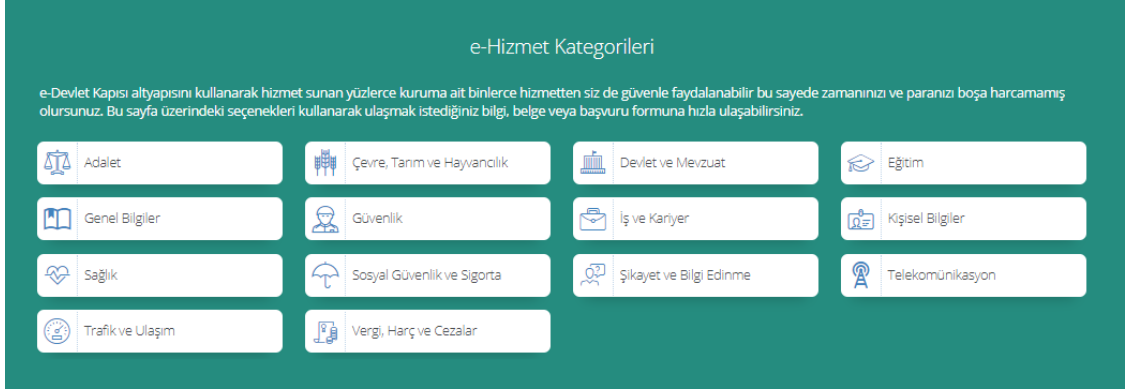 e-Hizmet Kategorileri
e-Devlet Kapısı altyapısını kullanarak hizmet sunan yüzlerce kuruma ait binlerce hizmetten siz de güvenle faydalanabilir bu sayede zamanınızı ve paranızı boşa harcamamış
olursunuz. Bu sayfa üzerindeki seçenekleri kullanarak ulaşmak istediğiniz bilgi, belge veya başvuru formuna hızla ulaşabilirsiniz.
Adalet
Çevre, Tarım ve Hayvancılık
Devlet ve Mevzuat
Eğitim
Genel Bilgiler
Güvenlik
İş ve Kariyer
Kişisel Bilgiler
Sağlık
Sosyal Güvenlik ve Sigorta
Şikayet ve Bilgi Edinme
Telekomünikasyon
Trafik ve Ulaşım
Vergi, Harç ve Cezalar